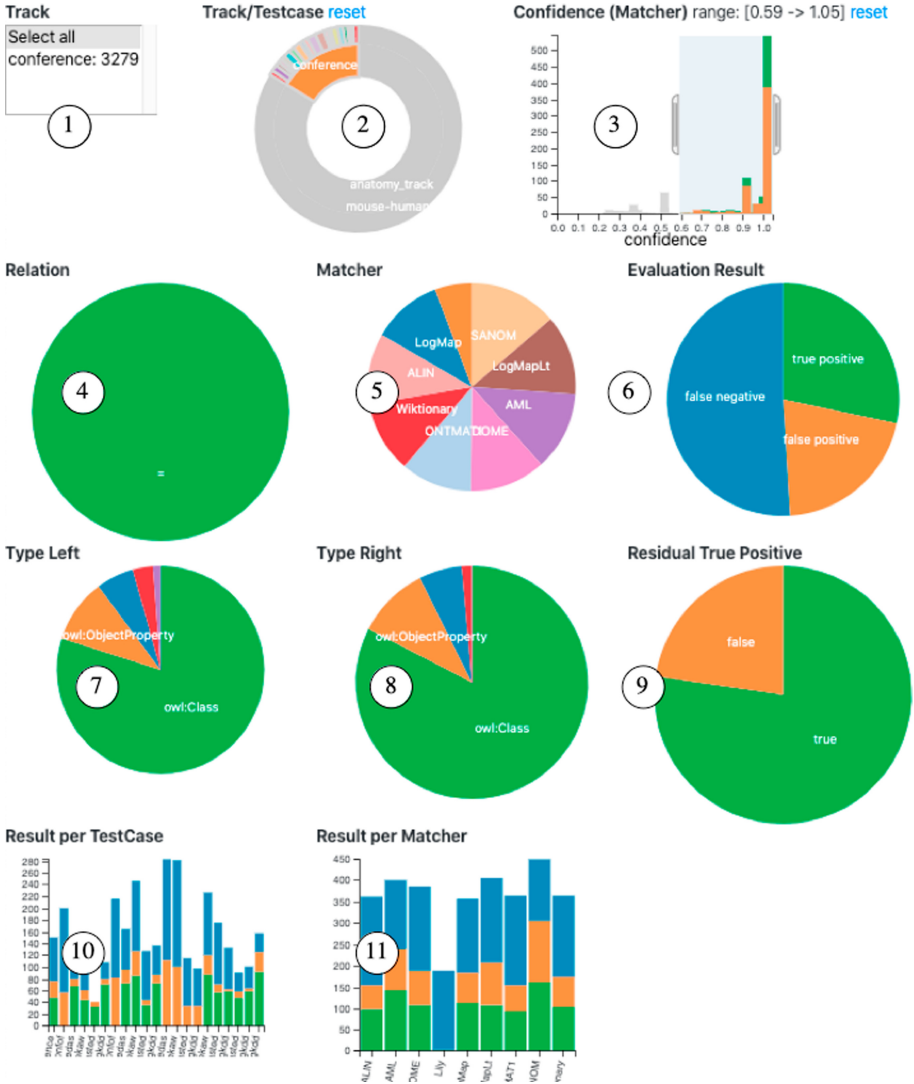 Track
Select all
conference: 3279
1
Track/Testcase reset
conference
2
anatomy_track
mouse-human
Confidence (Matcher) range: [0.59 -> 1.05] reset
500
450
400
350
300
250
200
150
100
50
0
3
0.0 0.1 0.2 0.3 0.4 0.5 0.6 0.7 0.8 0.9 1.0
confidence
Relation
4
=
Matcher
SANOM
LogMap
LogMapLt
ALIN
5
AML
Wiktionary
ONTMAT1
DOME
Evaluation Result
true positive
6
false negative
false positive
Type Left
owl:ObjectProperty
7
owl:Class
Type Right
owl:ObjectProperty
8
owl:Class
Residual True Positive
false
9
true
Result per TestCase
280
260
240
220
200
180
160
140
120
100
80
60
40
20
0
10
Result per Matcher
450
400
350
300
250
200
150
100
50
0
11
ALIN
AML
OME
Lily
Map
apLt
MAT1
NOM
nary